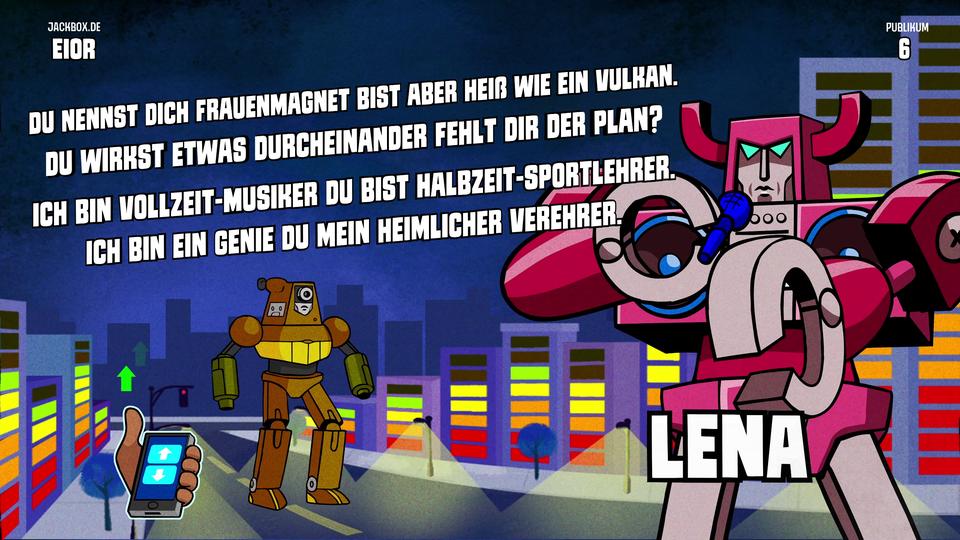 JACKBOX.DE
EIOR
PUBLIKUM
6
DU NENNST DICH FRAUENMAGNET BIST ABER HEIß WIE EIN VULKAN.
DU WIRKST ETWAS DURCHEINANDER FEHLT DIR DER PLAN?
ICH BIN VOLLZEIT-MUSIKER DU BIST HALBZEIT-SPORTLEHRER.
ICH BIN EIN GENIE DU MEIN HEIMLICHER VEREHRER.
LENA